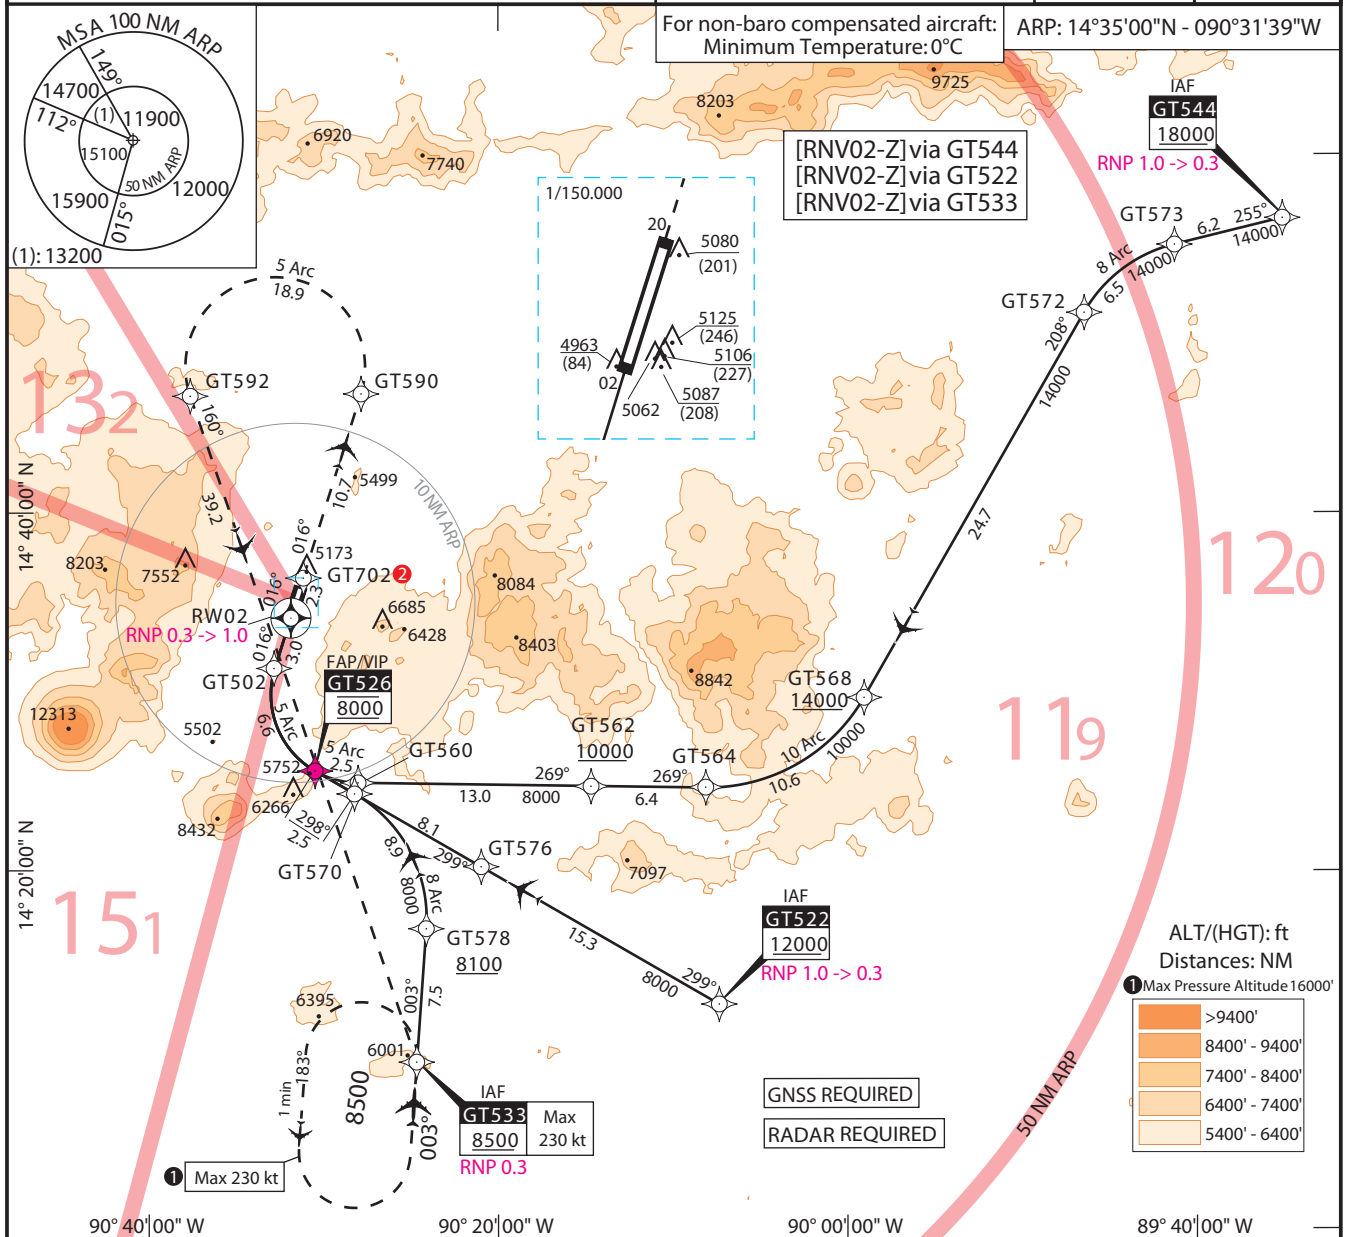 MSA 100 NM ARP
149°
14700
(1)
11900
112°
15100
50 NM ARP
12000
15900
015°
(1): 13200
For non-baro compensated aircraft:
Minimum Temperature: 0°C
ARP: 14°35'00"N - 090°31'39"W
9725
8203
6920
7740
[RNV02-Z] via GT544
[RNV02-Z] via GT522
[RNV02-Z] via GT533
IAF
GT544
18000
RNP 1.0 -> 0.3
GT573
6.2
255°
14000
8 Arc
14000
6.5
GT572
208°
14000
24.7
1/150.000
20
5080
(201)
5125
(246)
4963
(84)
5106
(227)
02
5087
(208)
5062
5 Arc
18.9
GT592
GT590
160°
39.2
10.7
5499
10 NM ARP
132
016°
5173
8203
7552
GT702
2
016°
2.3
RW02
RNP 0.3 -> 1.0
6685
6428
8084
8403
8842
120
016°
3.0
GT502
FAP/VIP
GT526
8000
12313
5502
5 Arc
6.6
GT568
14000
119
GT562
10000
GT564
10 Arc
10000
10.6
5 Arc
2.5
GT560
5752
269°
269°
13.0
8000
6.4
6266
8432
298°
2.5
GT570
8.1
299°
GT576
8.9
8000
8 Arc
7097
151
IAF
GT522
12000
RNP 1.0 -> 0.3
15.3
8000
299°
GT578
8100
003°
7.5
ALT/(HGT): ft
Distances: NM
1 Max Pressure Altitude 16000'
>9400'
8400' - 9400'
7400' - 8400'
6400' - 7400'
5400' - 6400'
6395
6001
1 min
183°
8500
003°
IAF
GT533
8500
Max
230 kt
RNP 0.3
1
Max 230 kt
GNSS REQUIRED
RADAR REQUIRED
50 NM ARP
14° 40'00" N
14° 20'00" N
90° 40'00" W
90° 20'00" W
90° 00'00" W
89° 40'00" W